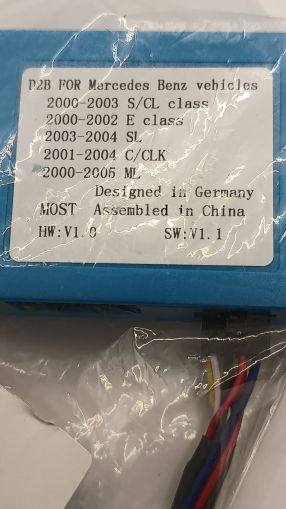 D2B FOR Mercedes Benz vehicles
2000-2003 S/CL class
2000-2002 E class
2003-2004 SL
2001-2004 C/CLK
2000-2005 ML
Designed in Germany
MOST Assembled in China
HW:V1.0 SW:V1.1